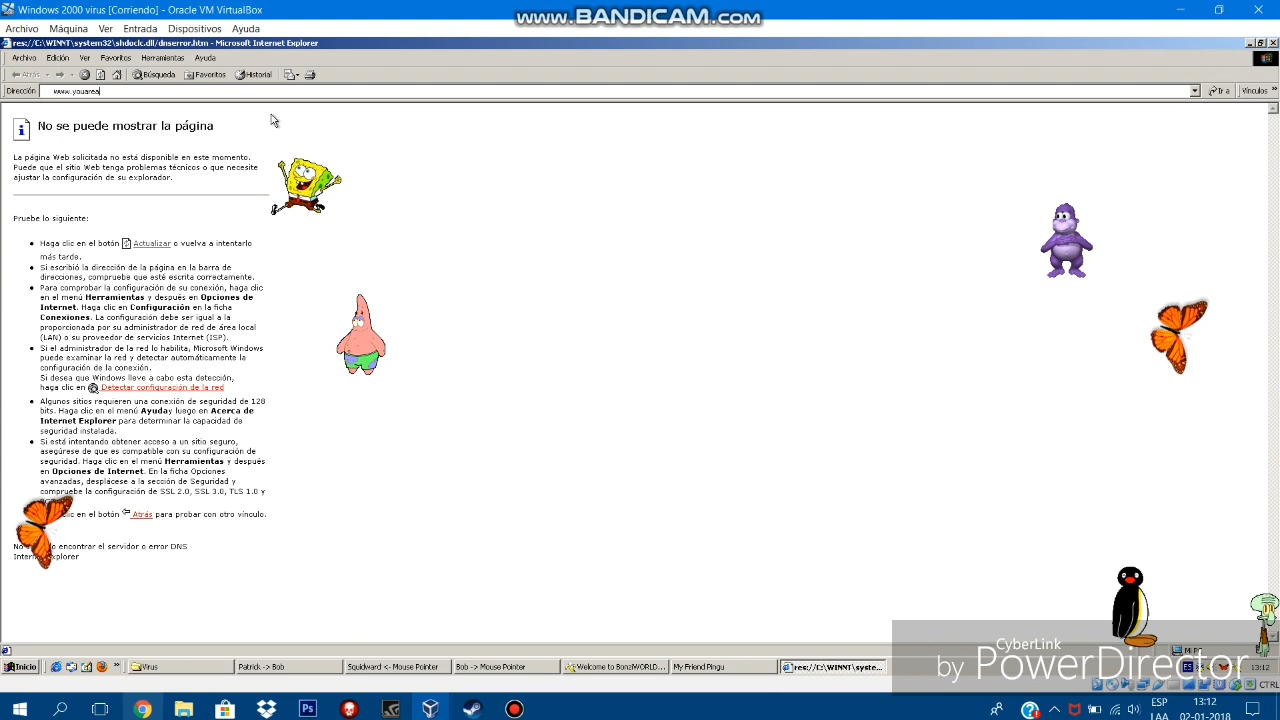 Windows 2000 virus [Corriendo] - Oracle VM VirtualBox
www.BANDICAM.com
Archivo Máquina Ver Entrada Dispositivos Ayuda
res://C:\WINNT\system32\shdoclc.dll/dnserror.htm - Microsoft Internet Explorer
Archivo Edición Ver Favoritos Herramientas Ayuda
Atrás Búsqueda Favoritos Historial
Dirección www.youarea Ir a Vínculos »
No se puede mostrar la página
La página Web solicitada no está disponible en este momento.
Puede que el sitio Web tenga problemas técnicos o que necesite
ajustar la configuración de su explorador.
Pruebe lo siguiente:
Haga clic en el botón Actualizar o vuelva a intentarlo
más tarde.
Si escribió la dirección de la página en la barra de
direcciones, compruebe que esté escrita correctamente.
Para comprobar la configuración de su conexión, haga clic
en el menú Herramientas y después en Opciones de
Internet. Haga clic en Configuración en la ficha
Conexiones. La configuración debe ser igual a la
proporcionada por su administrador de red de área local
(LAN) o su proveedor de servicios Internet (ISP).
Si el administrador de la red lo habilita, Microsoft Windows
puede examinar la red y detectar automáticamente la
configuración de la conexión.
Si desea que Windows lleve a cabo esta detección,
haga clic en Detectar configuración de la red
Algunos sitios requieren una conexión de seguridad de 128
bits. Haga clic en el menú Ayuda y luego en Acerca de
Internet Explorer para determinar la capacidad de
seguridad instalada.
Si está intentando obtener acceso a un sitio seguro,
asegúrese de que es compatible con su configuración de
seguridad. Haga clic en el menú Herramientas y después
en Opciones de Internet. En la ficha Opciones
avanzadas, desplácese a la sección de Seguridad y
compruebe la configuración de SSL 2.0, SSL 3.0, TLS 1.0 y
clic en el botón Atrás para probar con otro vínculo.
No encontrar el servidor o error DNS
Explorer
CyberLink
by PowerDirector
Inicio » Virus Patrick -> Bob Squidward <- Mouse Pointer Bob -> Mouse Pointer Welcome to BonziWORLD... My Friend Pingu res://C:\WINNT\syste... ES 13:12
CTRL
Ps ESP 13:12
LAA 02-01-2018